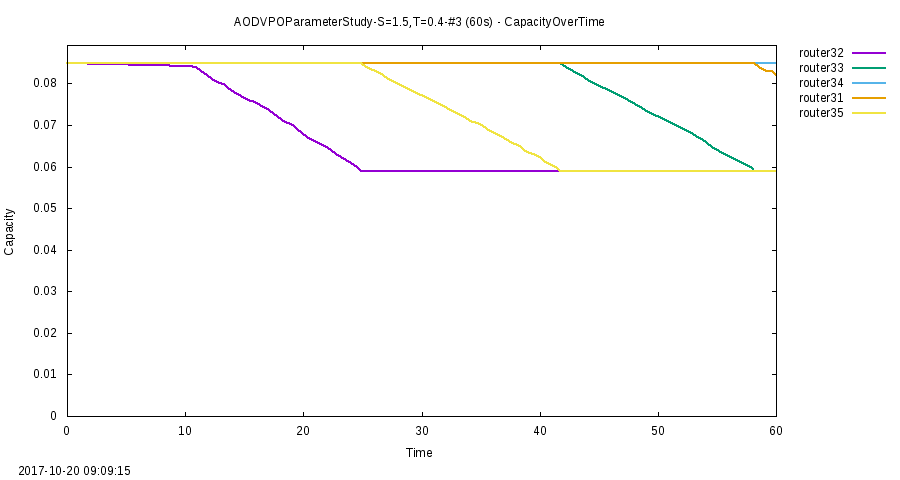 AODVPOParameterStudy-S=1.5,T=0.4-#3 (60s) - CapacityOverTime
router32
router33
router34
router31
router35
0.08
0.07
0.06
0.05
0.04
0.03
0.02
0.01
0
Capacity
0 10 20 30 40 50 60
Time
2017-10-20 09:09:15